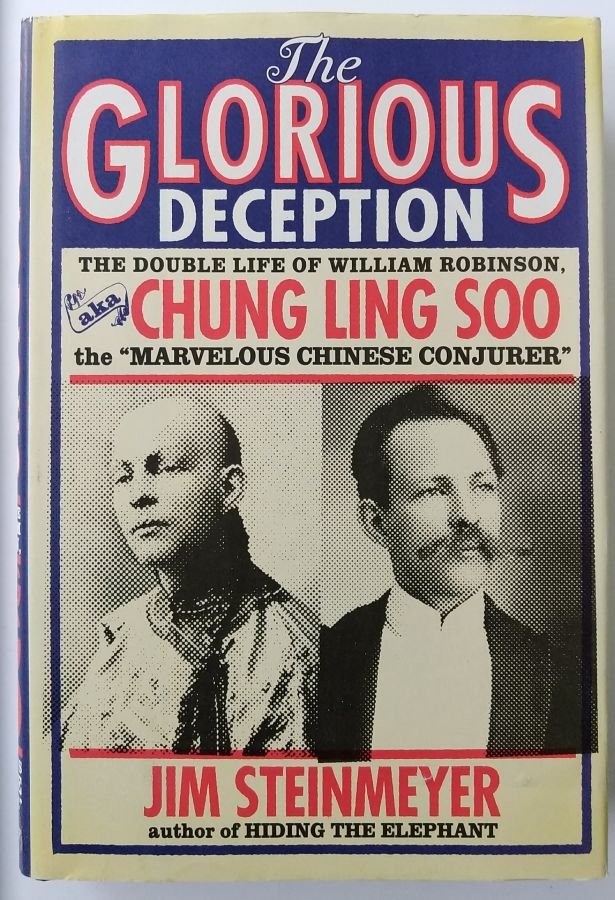 The
GLORIOUS
DECEPTION
THE DOUBLE LIFE OF WILLIAM ROBINSON,
aka CHUNG LING SOO
the "MARVELOUS CHINESE CONJURER"
JIM STEINMEYER
author of HIDING THE ELEPHANT